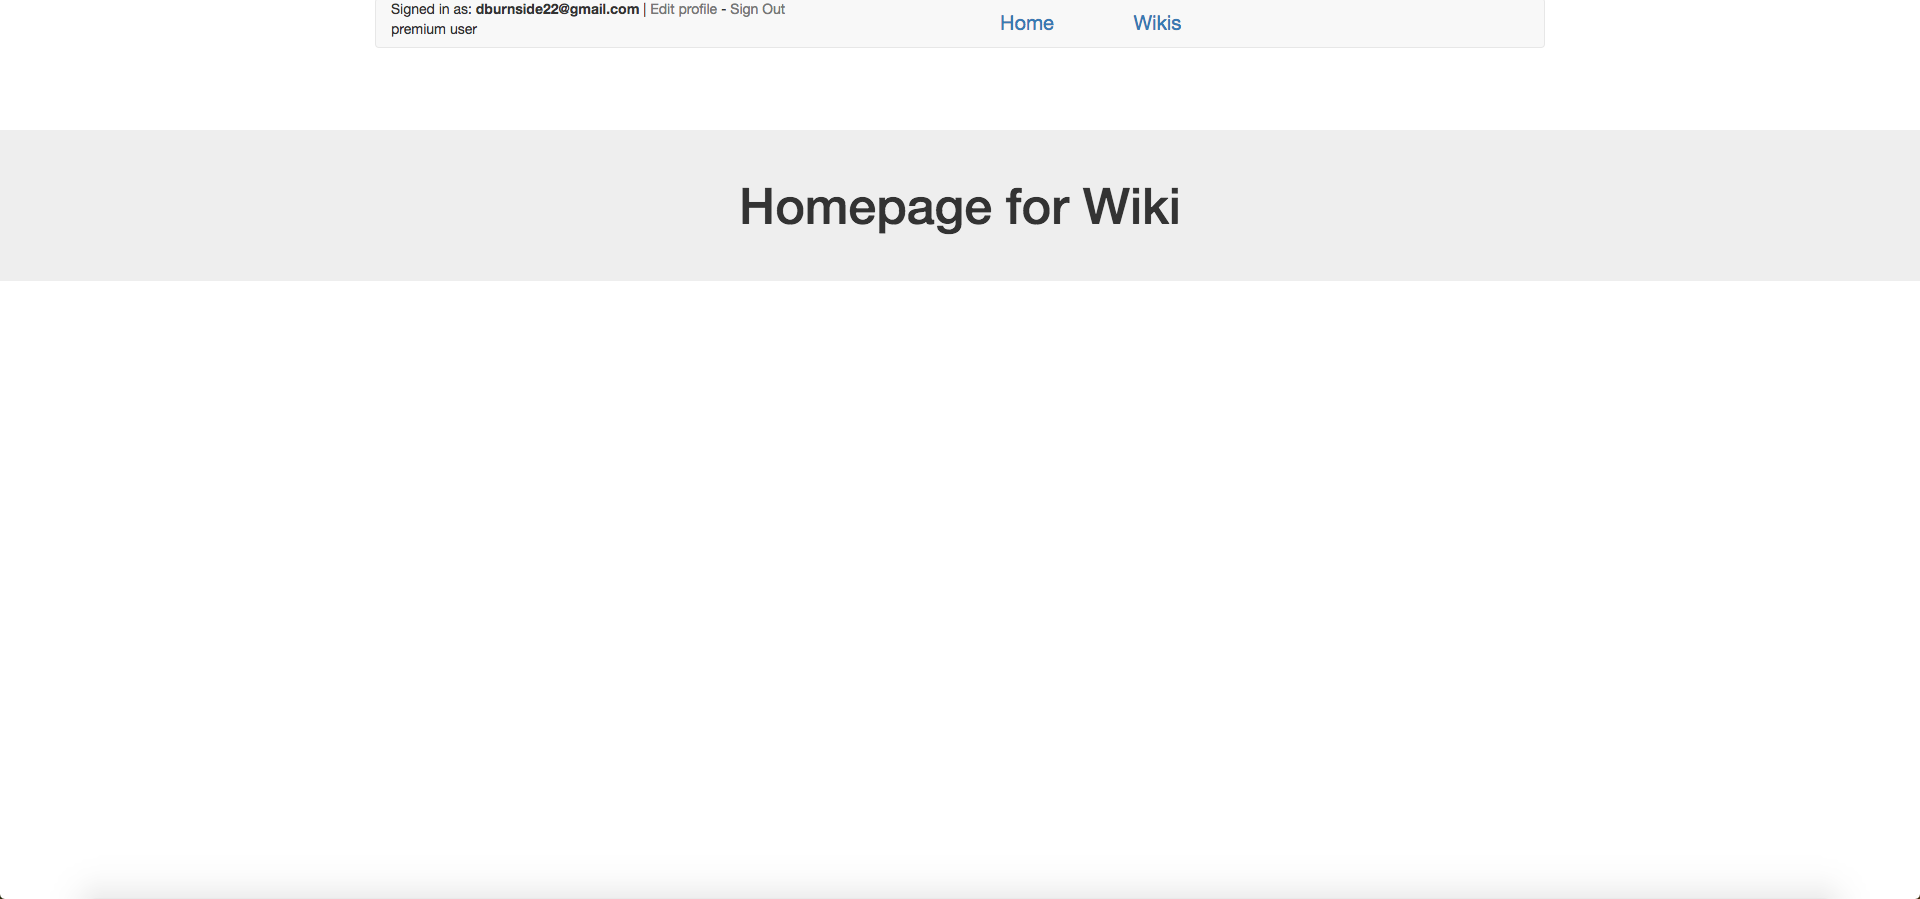 Signed in as: dburnside22@gmail.com | Edit profile - Sign Out
premium user
Home Wikis
Homepage for Wiki